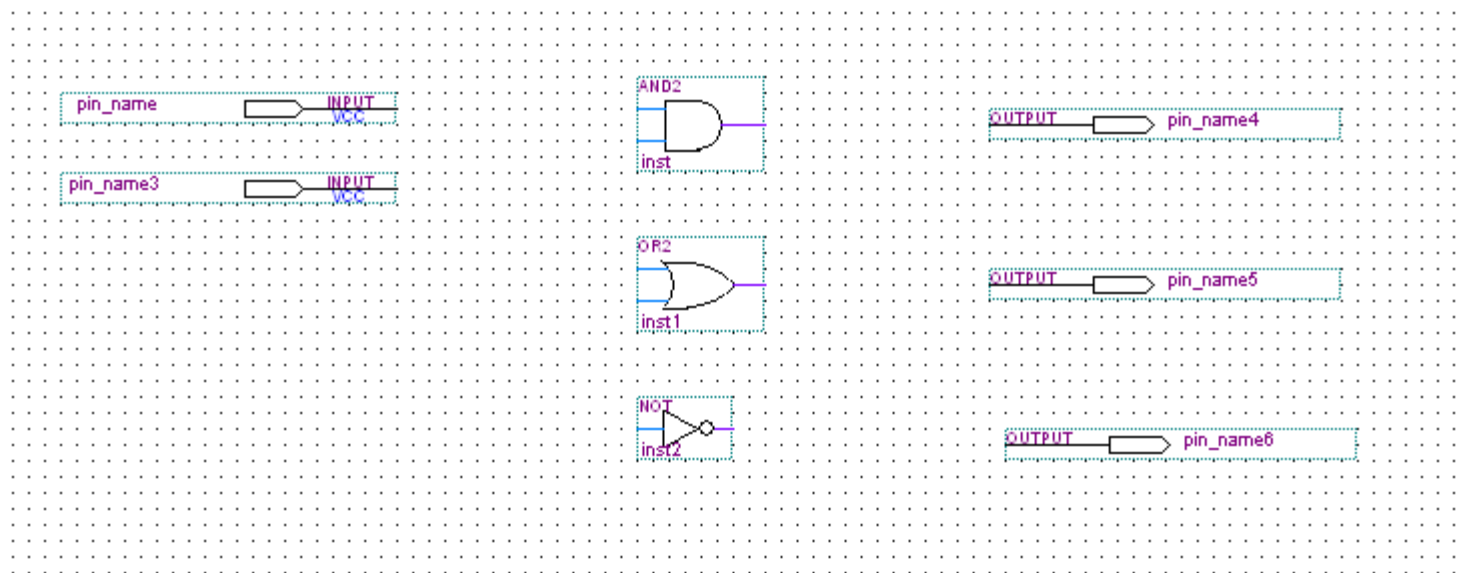 pin_name
INPUT
VCC
pin_name3
INPUT
VCC
AND2
inst
OR2
inst1
NOT
inst2
OUTPUT
pin_name4
OUTPUT
pin_name5
OUTPUT
pin_name6